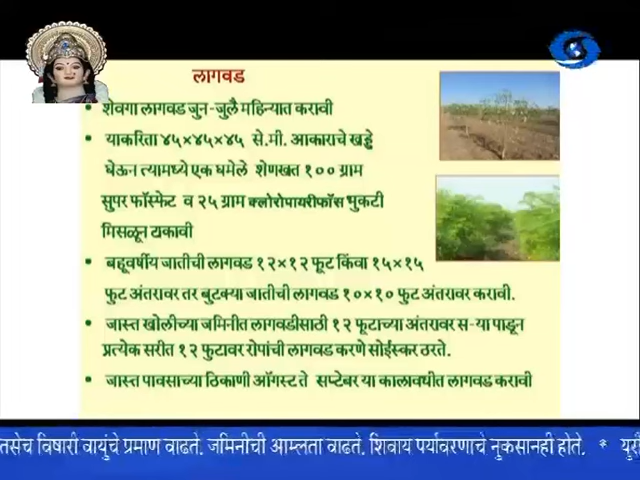 लागवड
शेवगा लागवड जुन-जुलै महिन्यात करावी
याकरिता ४५×४५×४५ से.मी. आकाराचे खड्डे
घेऊन त्यामध्ये एक घमेले शेणखत १०० ग्राम
सुपर फॉस्फेट व २५ ग्राम क्लोरोपायरीफॉस भुकटी
मिसळून टाकावी
बहूवर्षीय जातीची लागवड १२×१२ फूट किंवा १५×१५
फुट अंतरावर तर बुटक्या जातीची लागवड १०×१० फुट अंतरावर करावी.
जास्त खोलीच्या जमिनीत लागवडीसाठी १२ फूटाच्या अंतरावर स-या पाडून
प्रत्येक सरीत १२ फुटावर रोपांची लागवड करणे सोईस्कर ठरते.
जास्त पावसाच्या ठिकाणी ऑगस्ट ते सप्टेबर या कालावधीत लागवड करावी
तसेच विषारी वायुंचे प्रमाण वाढते. जमिनीची आम्लता वाढते. शिवाय पर्यावरणाचे नुकसानही होते. * युरी